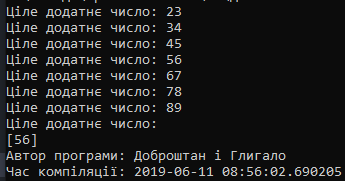 Ціле додатнє число: 23
Ціле додатнє число: 34
Ціле додатнє число: 45
Ціле додатнє число: 56
Ціле додатнє число: 67
Ціле додатнє число: 78
Ціле додатнє число: 89
Ціле додатнє число:
[56]
Автор програми: Доброштан і Глигало
Час компіляції: 2019-06-11 08:56:02.690205